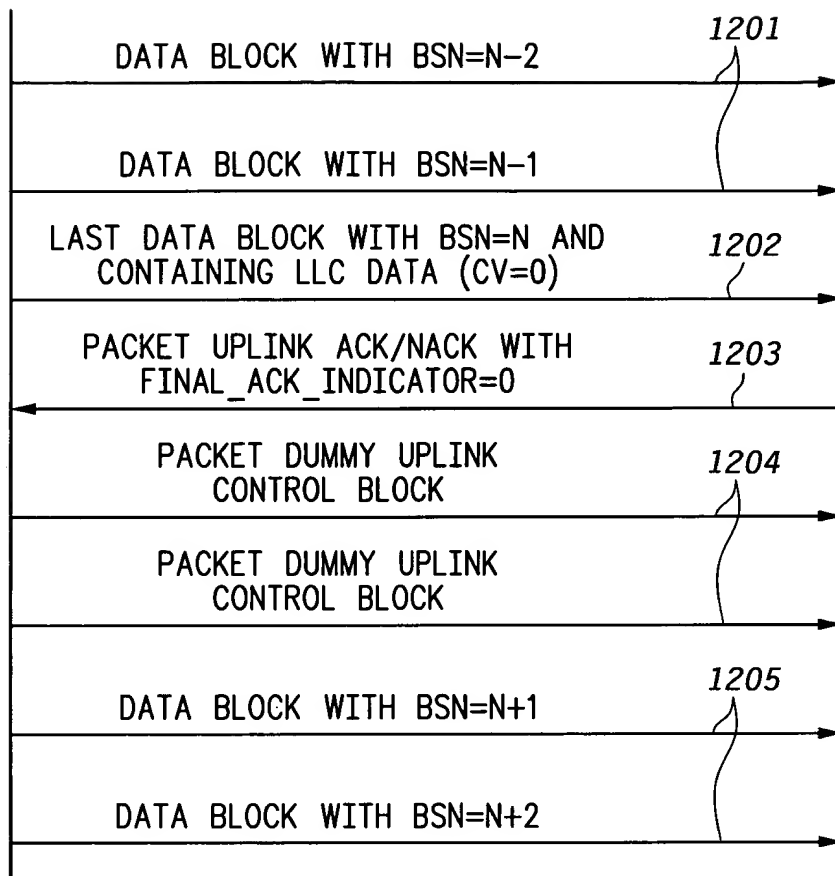 1201
DATA BLOCK WITH BSN=N-2
DATA BLOCK WITH BSN=N-1
LAST DATA BLOCK WITH BSN=N AND
CONTAINING LLC DATA (CV=0)
1202
PACKET UPLINK ACK/NACK WITH
FINAL_ACK_INDICATOR=0
1203
PACKET DUMMY UPLINK
CONTROL BLOCK
1204
PACKET DUMMY UPLINK
CONTROL BLOCK
1205
DATA BLOCK WITH BSN=N+1
DATA BLOCK WITH BSN=N+2